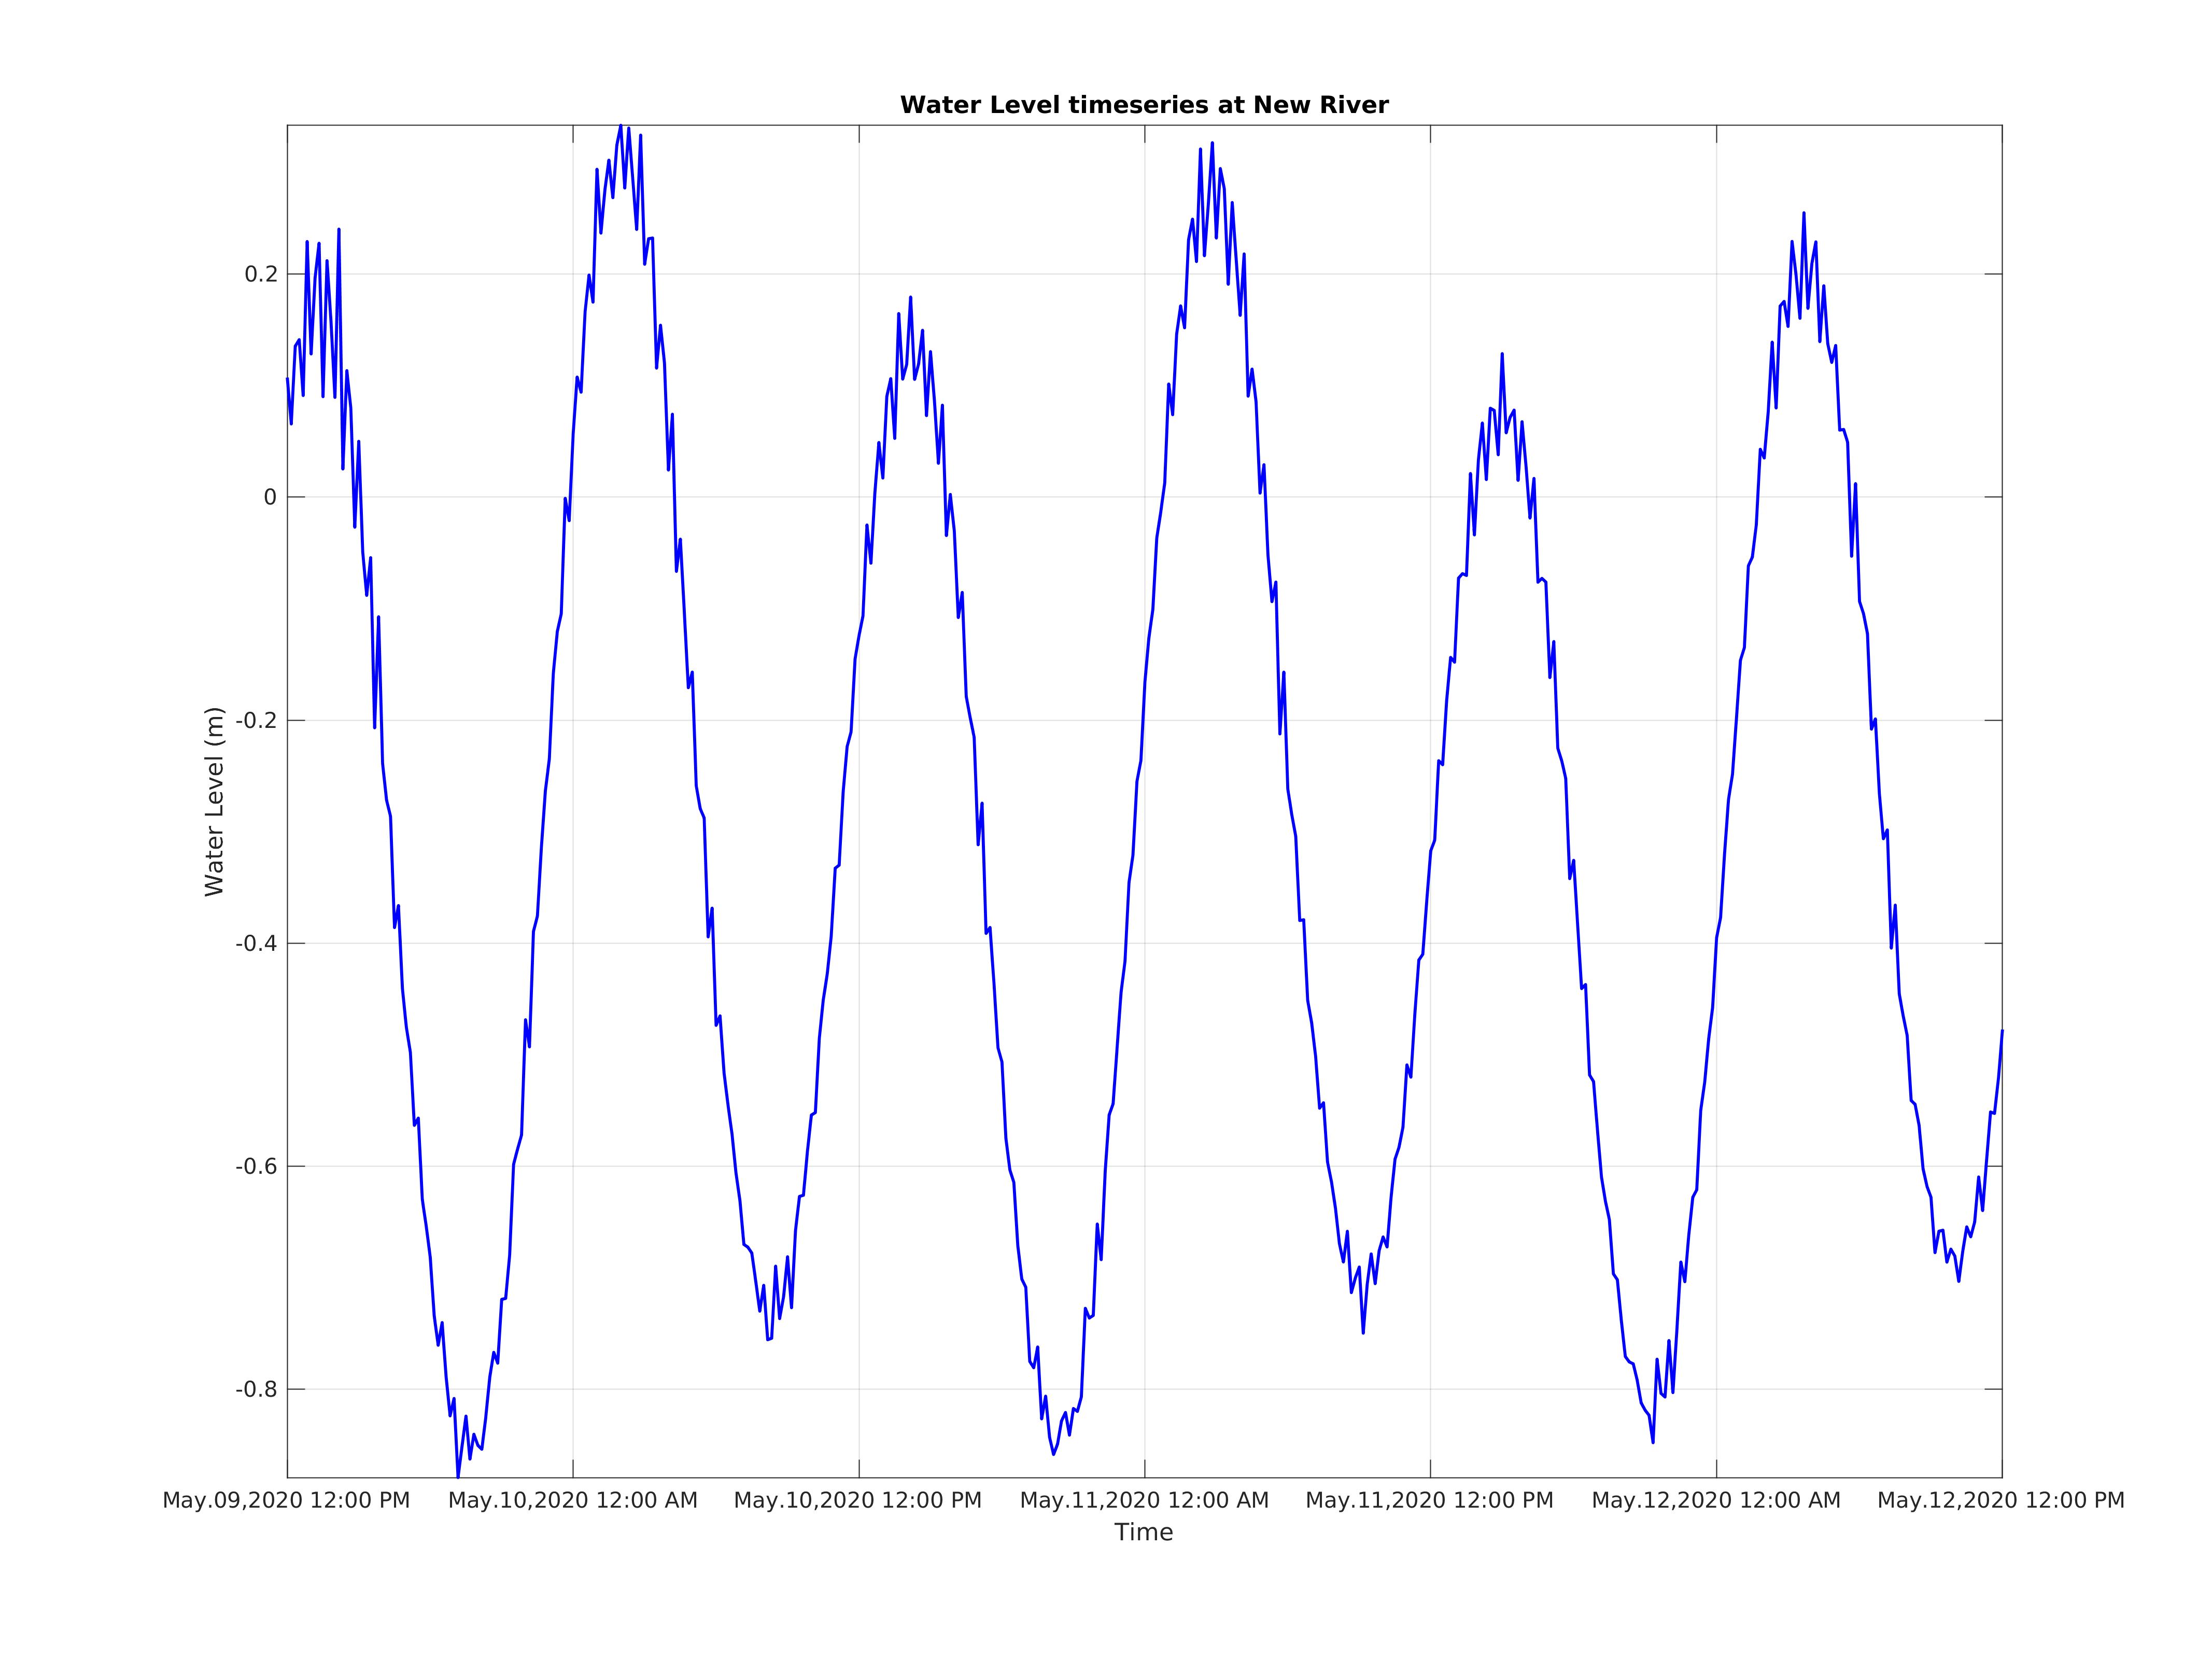 Water Level timeseries at New River
Water Level (m)
0.2
0
-0.2
-0.4
-0.6
-0.8
May.09,2020 12:00 PM
May.10,2020 12:00 AM
May.10,2020 12:00 PM
May.11,2020 12:00 AM
May.11,2020 12:00 PM
May.12,2020 12:00 AM
May.12,2020 12:00 PM
Time